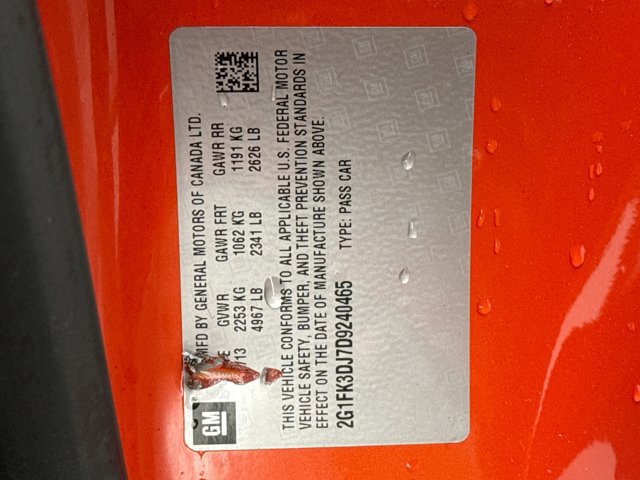 GM
MFD BY GENERAL MOTORS OF CANADA LTD.
GVWR GAWR FRT GAWR RR
13 2253 KG 1062 KG 1191 KG
4967 LB 2341 LB 2626 LB
THIS VEHICLE CONFORMS TO ALL APPLICABLE U.S. FEDERAL MOTOR
VEHICLE SAFETY, BUMPER, AND THEFT PREVENTION STANDARDS IN
EFFECT ON THE DATE OF MANUFACTURE SHOWN ABOVE.
2G1FK3DJ7D9240465 TYPE: PASS CAR